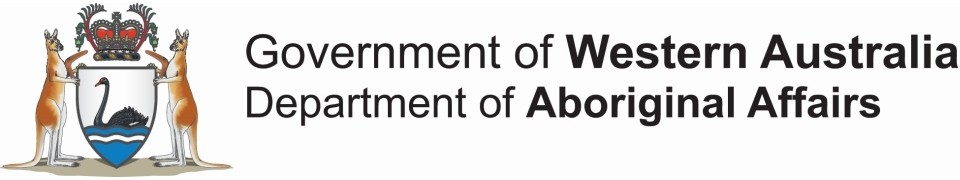 Government of Western Australia
Department of Aboriginal Affairs